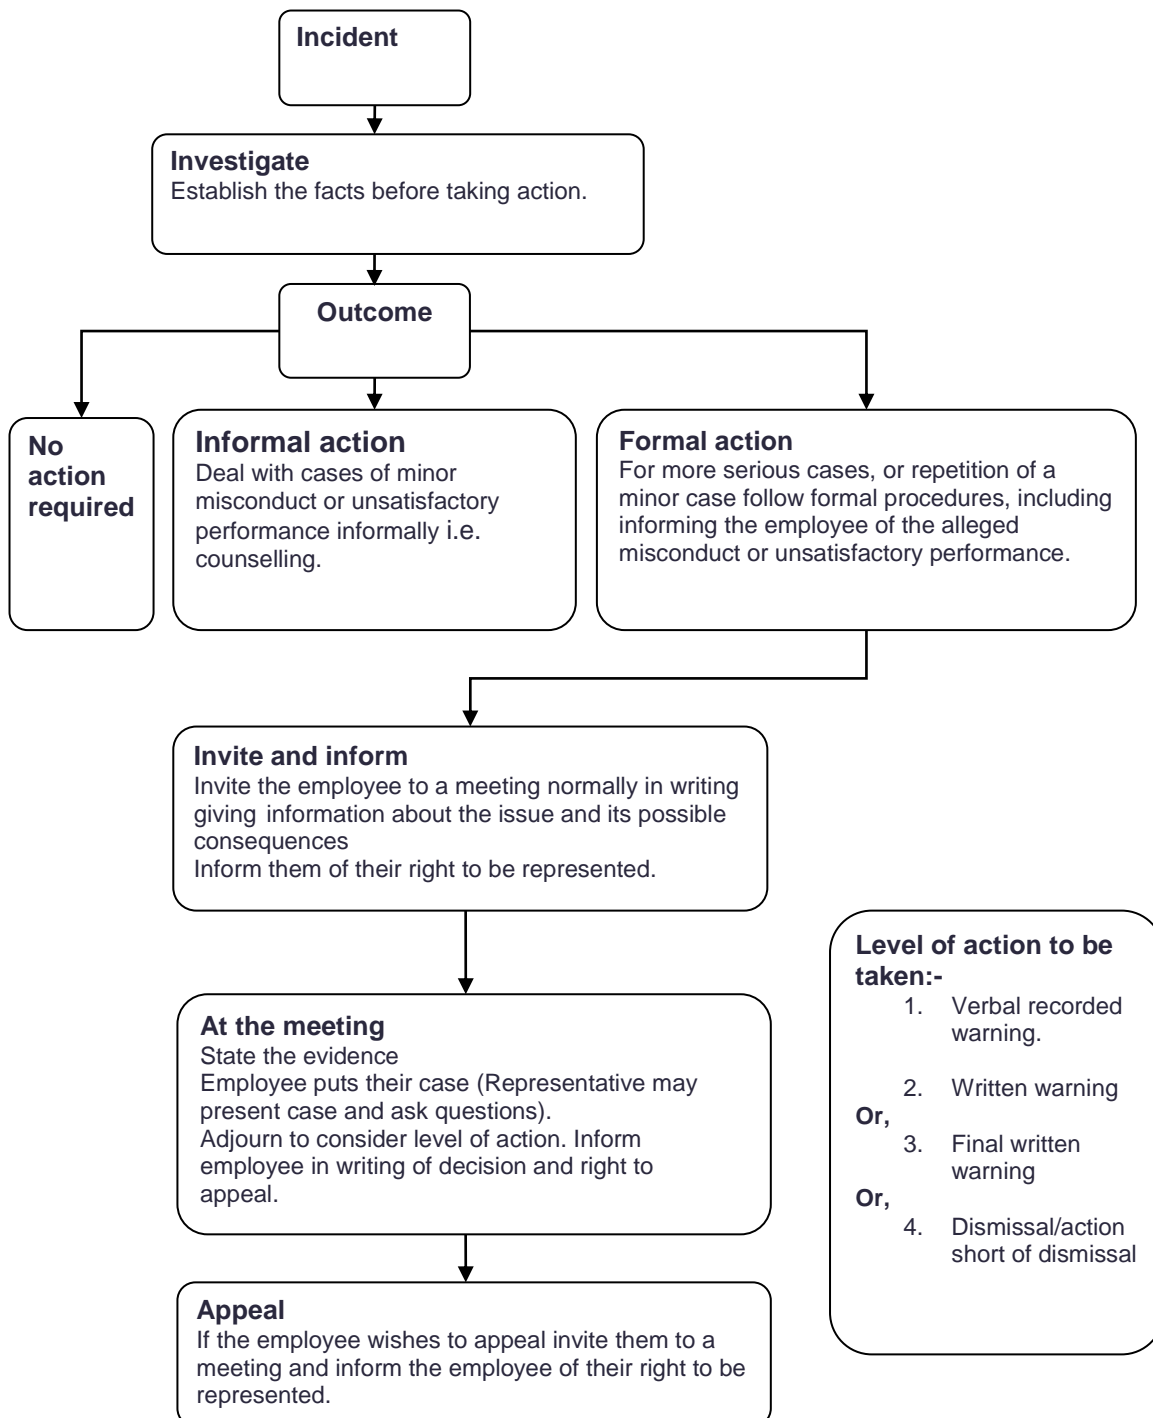 Incident
Investigate
Establish the facts before taking action.
Outcome
No
action
required
Informal action
Deal with cases of minor
misconduct or unsatisfactory
performance informally i.e.
counselling.
Formal action
For more serious cases, or repetition of a
minor case follow formal procedures, including
informing the employee of the alleged
misconduct or unsatisfactory performance.
Invite and inform
Invite the employee to a meeting normally in writing
giving information about the issue and its possible
consequences
Inform them of their right to be represented.
At the meeting
State the evidence
Employee puts their case (Representative may
present case and ask questions).
Adjourn to consider level of action. Inform
employee in writing of decision and right to
appeal.
Level of action to be
taken:-
1. Verbal recorded
warning.
2. Written warning
Or,
3. Final written
warning
Or,
4. Dismissal/action
short of dismissal
Appeal
If the employee wishes to appeal invite them to a
meeting and inform the employee of their right to be
represented.